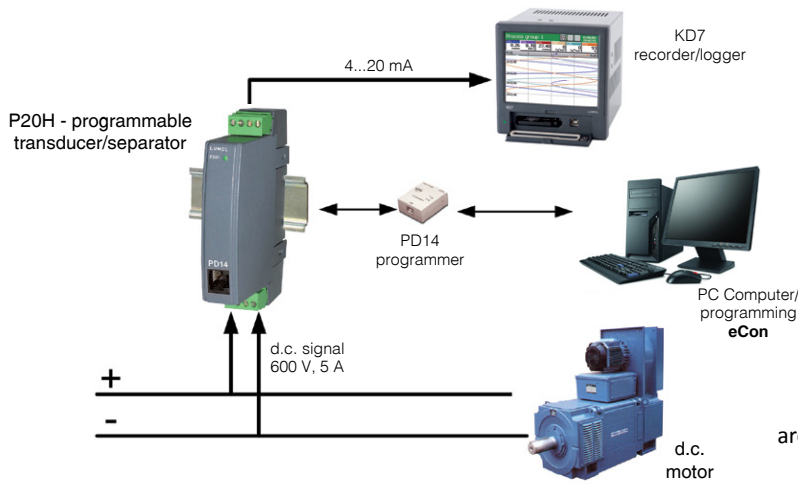 4...20 mA
KD7
recorder/logger
P20H - programmable
transducer/separator
LUMEL
PD14
PD14
programmer
PC Computer/
programming
eCon
d.c. signal
600 V, 5 A
+
-
d.c.
motor